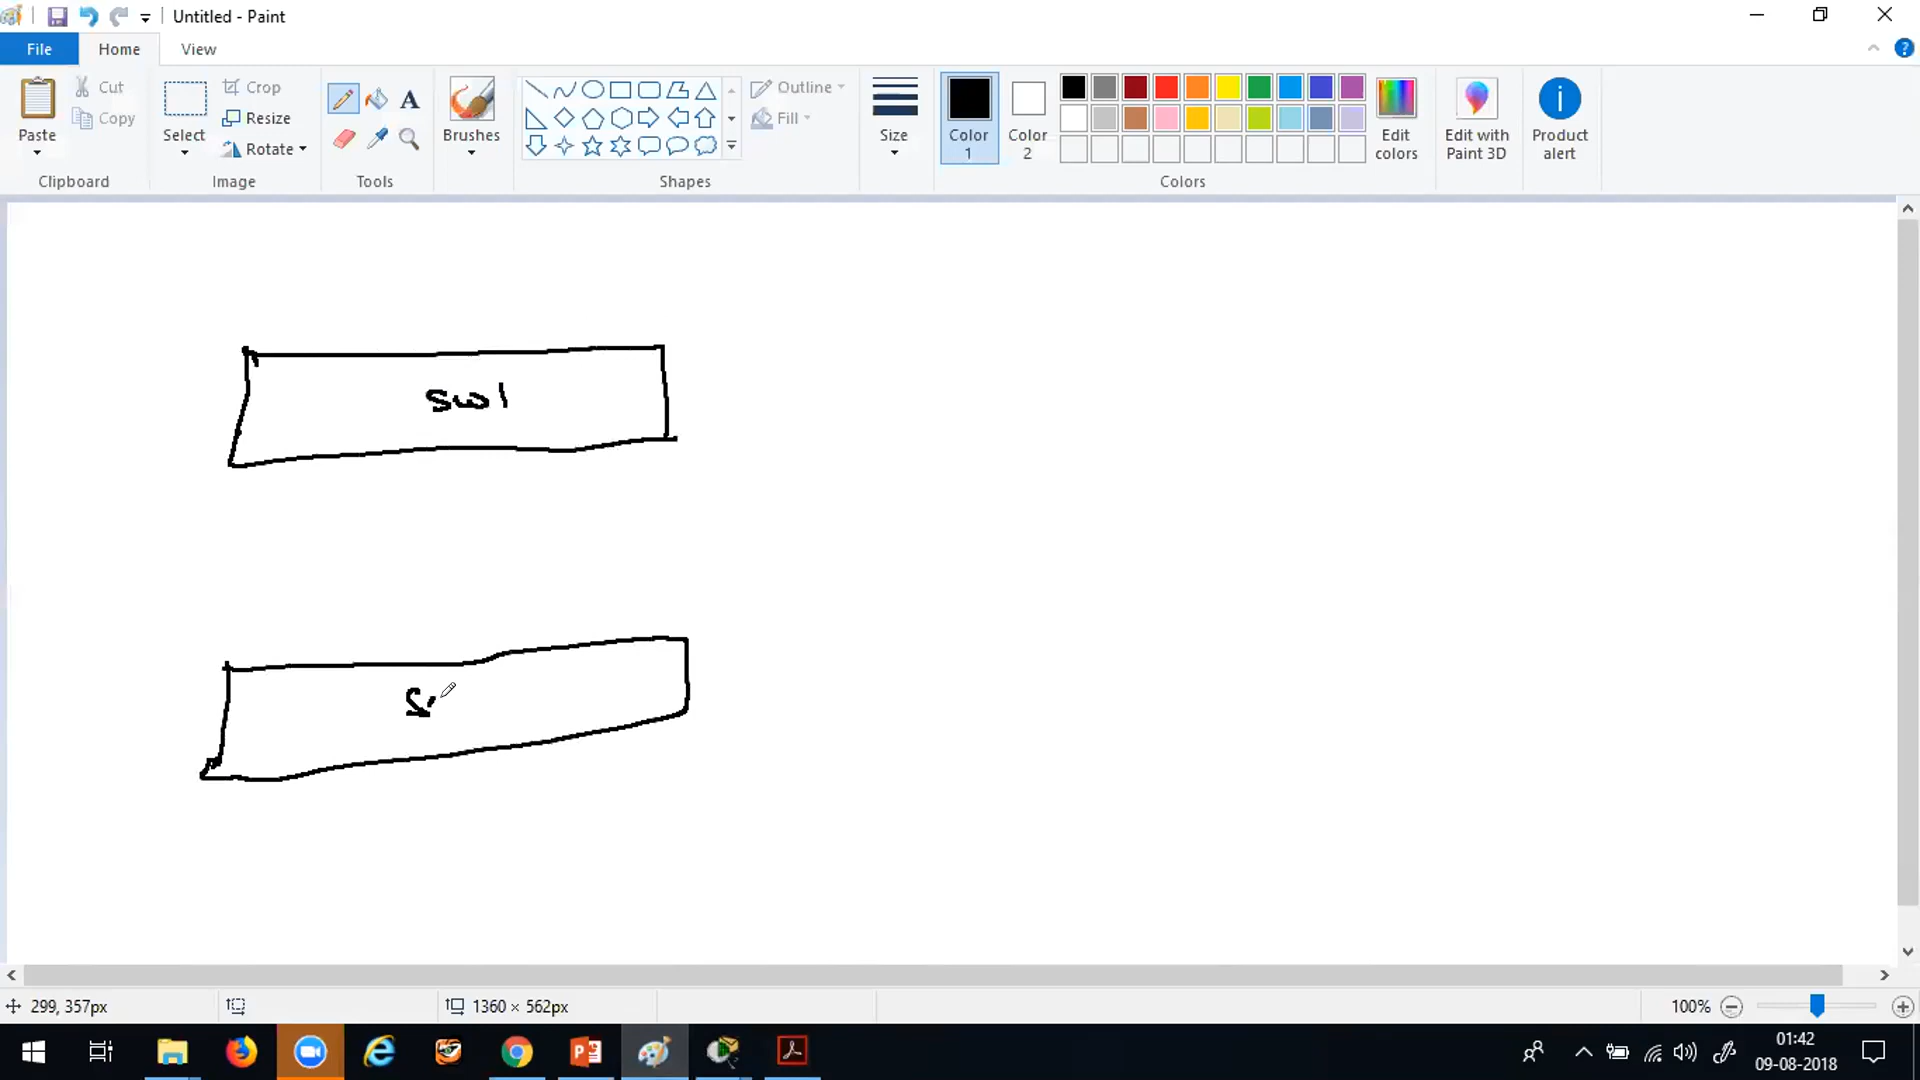 Untitled - Paint
File Home View
Paste
Cut
Copy
Clipboard
Select
Crop
Resize
Rotate
Image
A
Tools
Brushes
Shapes
Outline
Fill
Size
Color 1
Color 2
Edit colors
Colors
Edit with Paint 3D
Product alert
SW1
S
299, 357px
1360 × 562px
100%
01:42
09-08-2018